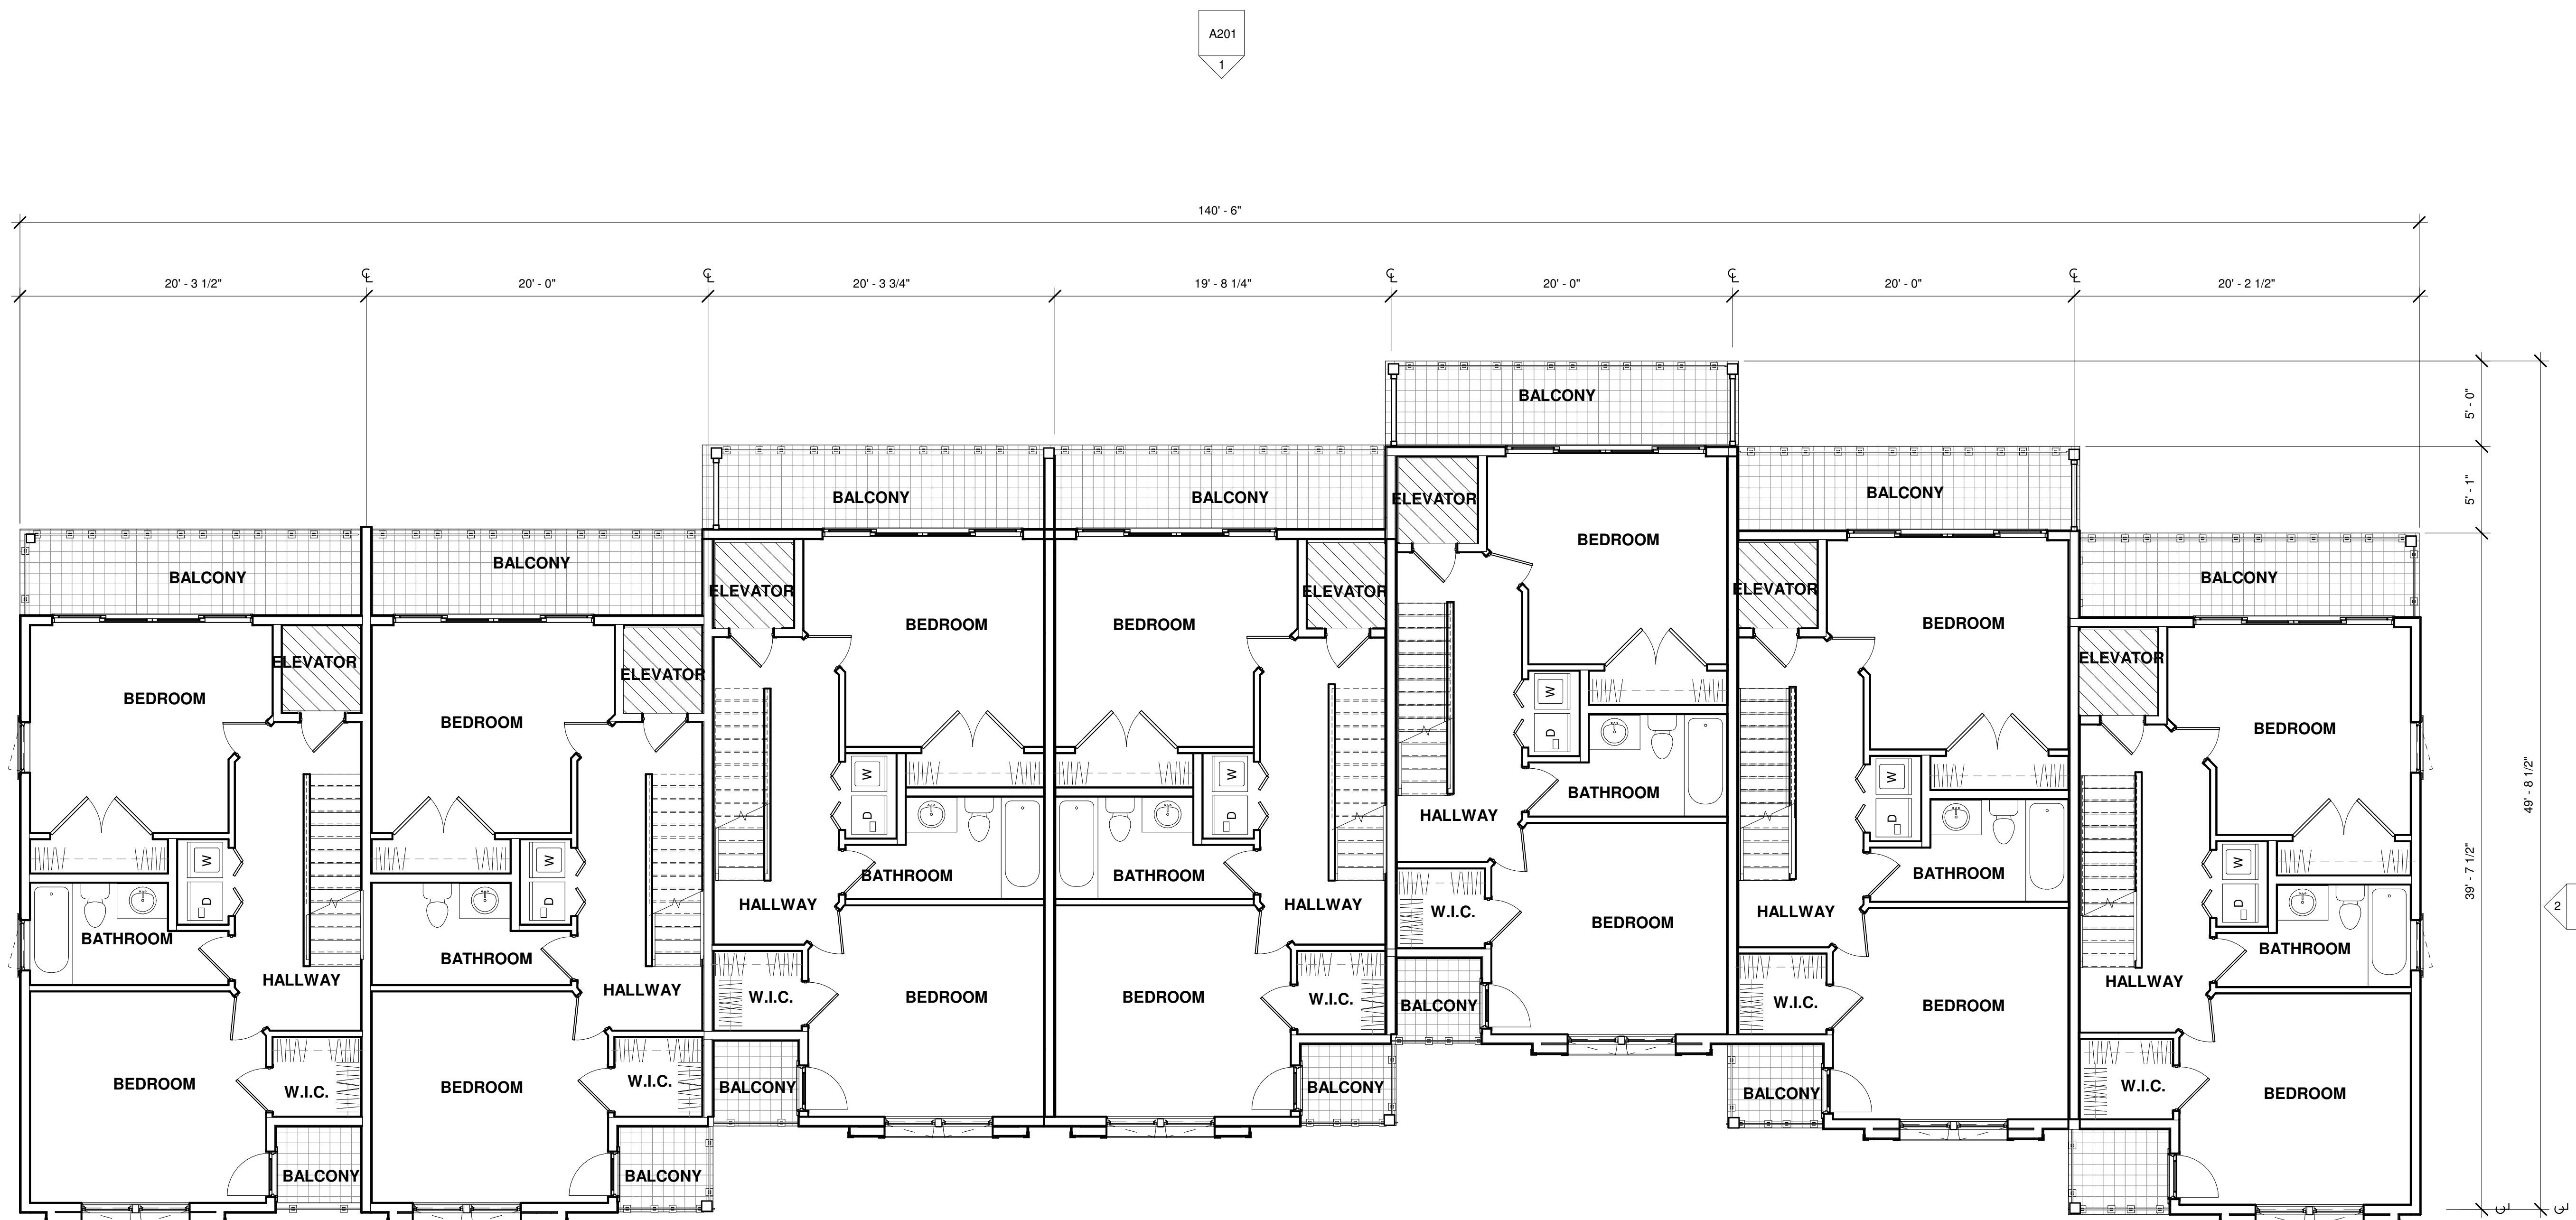 A201
1
140' - 6"
20' - 3 1/2"
20' - 0"
20' - 3 3/4"
19' - 8 1/4"
20' - 0"
20' - 0"
20' - 2 1/2"
℄
℄
℄
℄
℄
5' - 0"
5' - 1"
39' - 7 1/2"
49' - 8 1/2"
℄
℄
2
BALCONY
ELEVATOR
BEDROOM
W
D
BATHROOM
HALLWAY
BEDROOM
W.I.C.
BALCONY
BALCONY
ELEVATOR
BEDROOM
W
D
BATHROOM
HALLWAY
BEDROOM
W.I.C.
BALCONY
BALCONY
ELEVATOR
BEDROOM
W
D
BATHROOM
HALLWAY
W.I.C.
BEDROOM
BALCONY
BALCONY
BEDROOM
ELEVATOR
W
D
BATHROOM
HALLWAY
BEDROOM
W.I.C.
BALCONY
BALCONY
ELEVATOR
BEDROOM
W
D
BATHROOM
HALLWAY
W.I.C.
BEDROOM
BALCONY
BALCONY
ELEVATOR
BEDROOM
W
D
BATHROOM
HALLWAY
W.I.C.
BEDROOM
BALCONY
BALCONY
ELEVATOR
BEDROOM
W
D
BATHROOM
HALLWAY
W.I.C.
BEDROOM